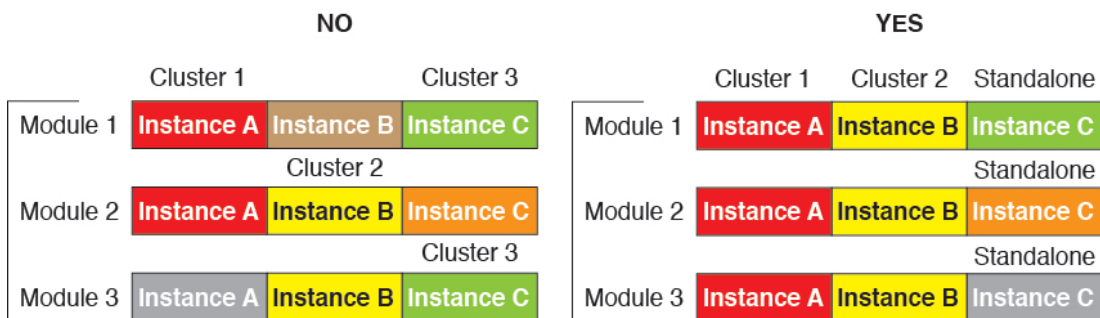 NO
Cluster 1 Cluster 3
Module 1 Instance A Instance B Instance C
Cluster 2
Module 2 Instance A Instance B Instance C
Cluster 3
Module 3 Instance A Instance B Instance C
YES
Cluster 1 Cluster 2 Standalone
Module 1 Instance A Instance B Instance C
Standalone
Module 2 Instance A Instance B Instance C
Standalone
Module 3 Instance A Instance B Instance C